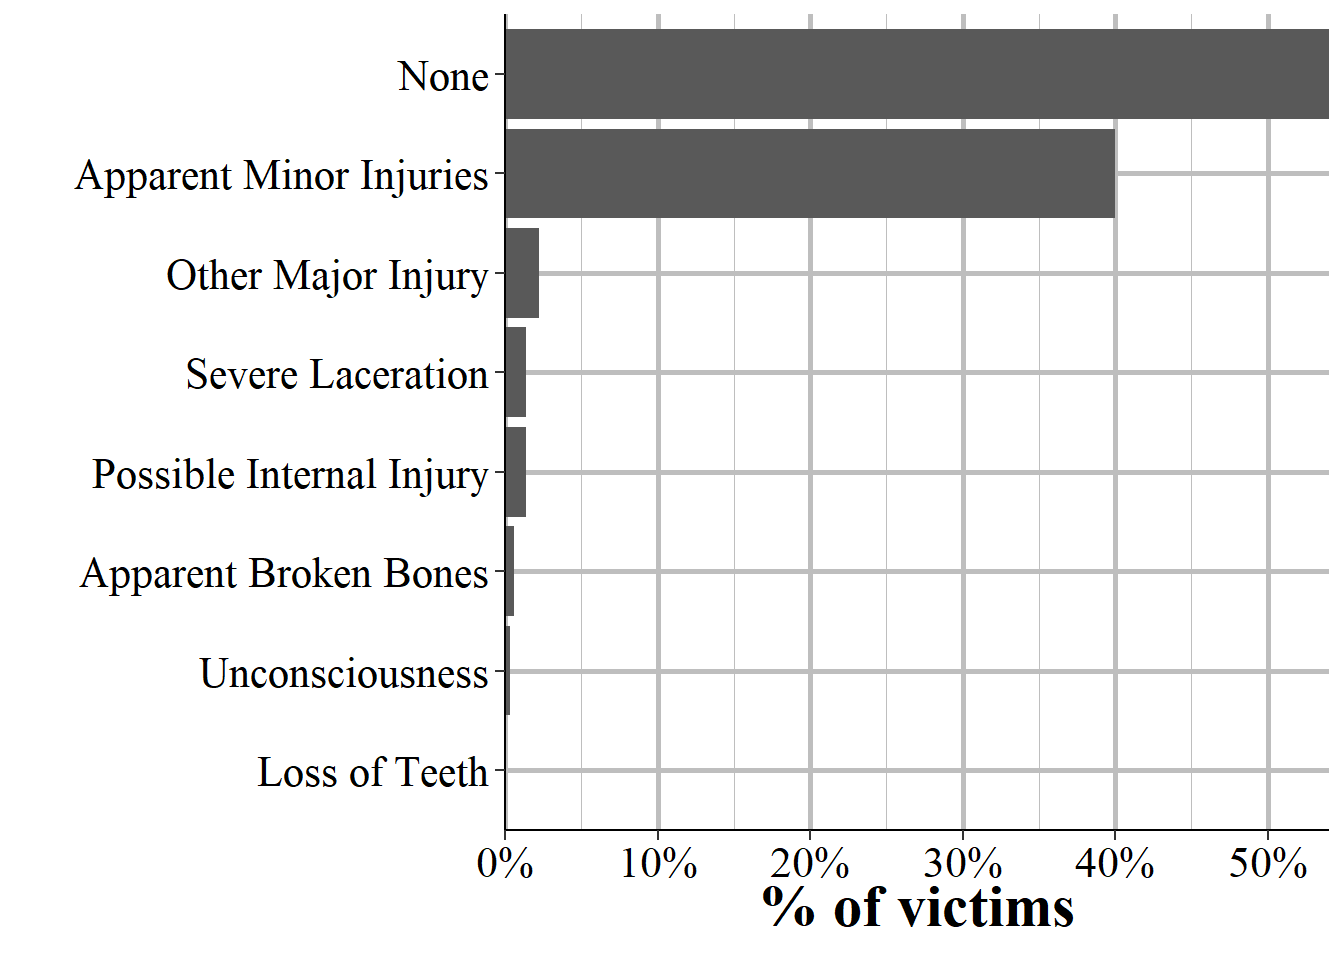 None
Apparent Minor Injuries
Other Major Injury
Severe Laceration
Possible Internal Injury
Apparent Broken Bones
Unconsciousness
Loss of Teeth
0% 10% 20% 30% 40% 50%
% of victims